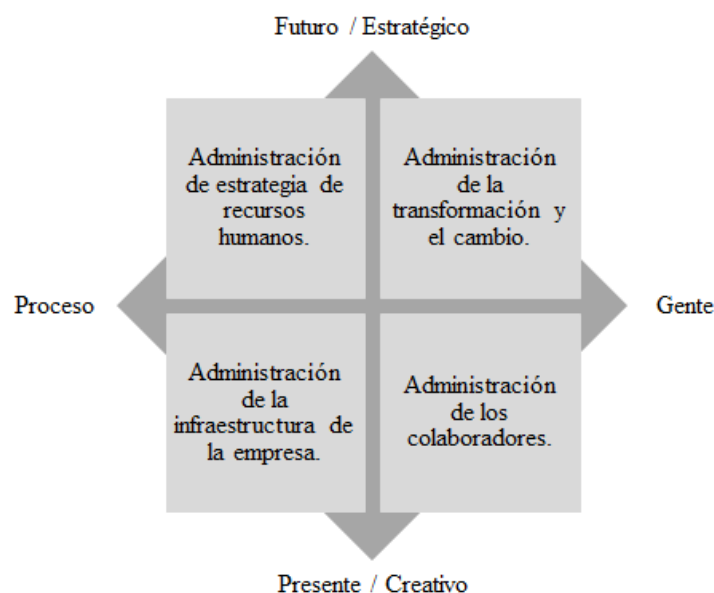 Futuro / Estratégico
Administración
de estrategia de
recursos
humanos.
Administración
de la
transformación y
el cambio.
Proceso
Gente
Administración
de la
infraestructura de
la empresa.
Administración
de los
colaboradores.
Presente / Creativo